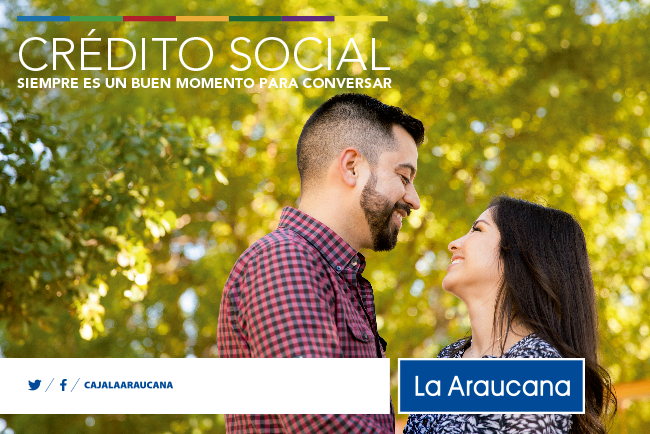 CRÉDITO SOCIAL
SIEMPRE ES UN BUEN MOMENTO PARA CONVERSAR
CAJALAARAUCANA
La Araucana